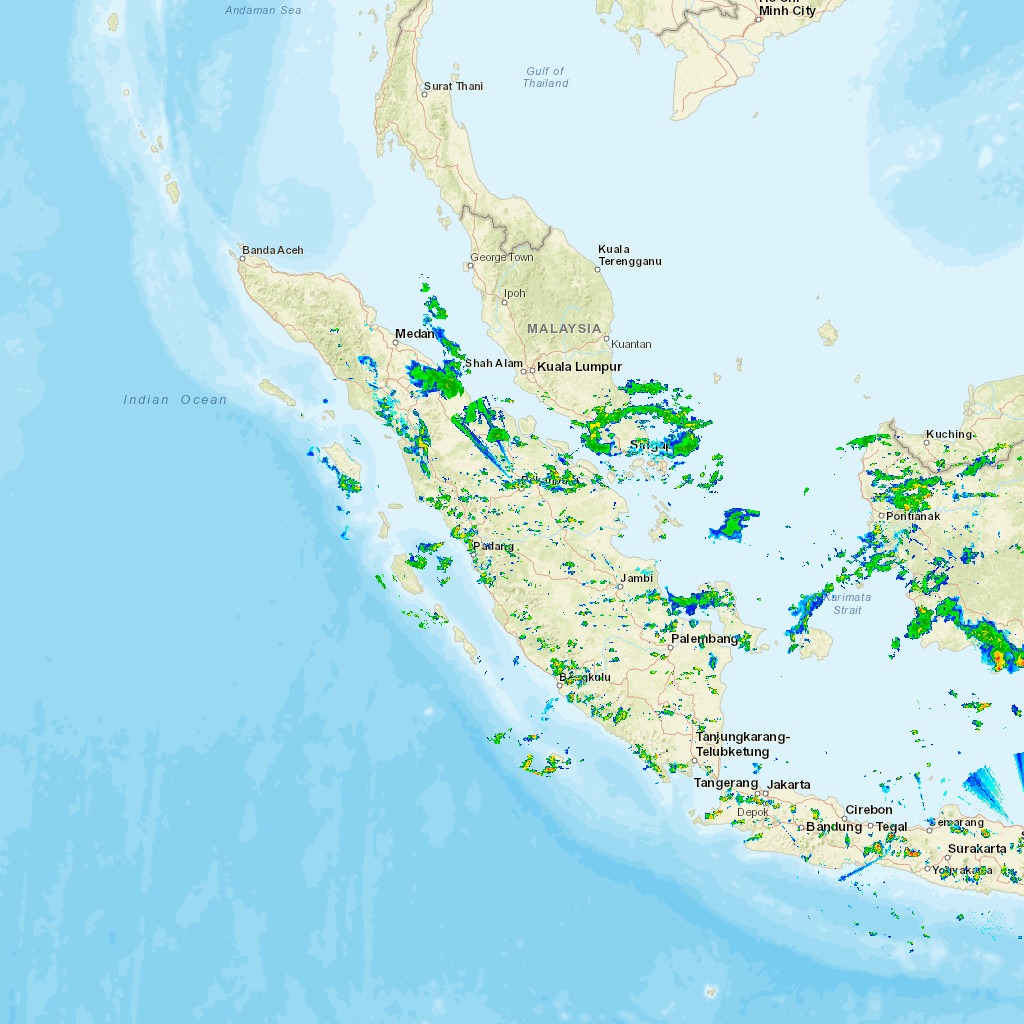 Andaman Sea
Minh City
Gulf of
Thailand
Surat Thani
Banda Aceh
George Town
Kuala
Terengganu
Ipoh
MALAYSIA
Medan
Kuantan
Shah Alam
Kuala Lumpur
Indian Ocean
Kuching
Pontianak
Padang
Jambi
Karimata
Strait
Palembang
Bengkulu
Tanjungkarang-
Telubketung
Tangerang
Jakarta
Depok
Cirebon
Bandung
Tegal
Semarang
Surakarta
Yogyakarta